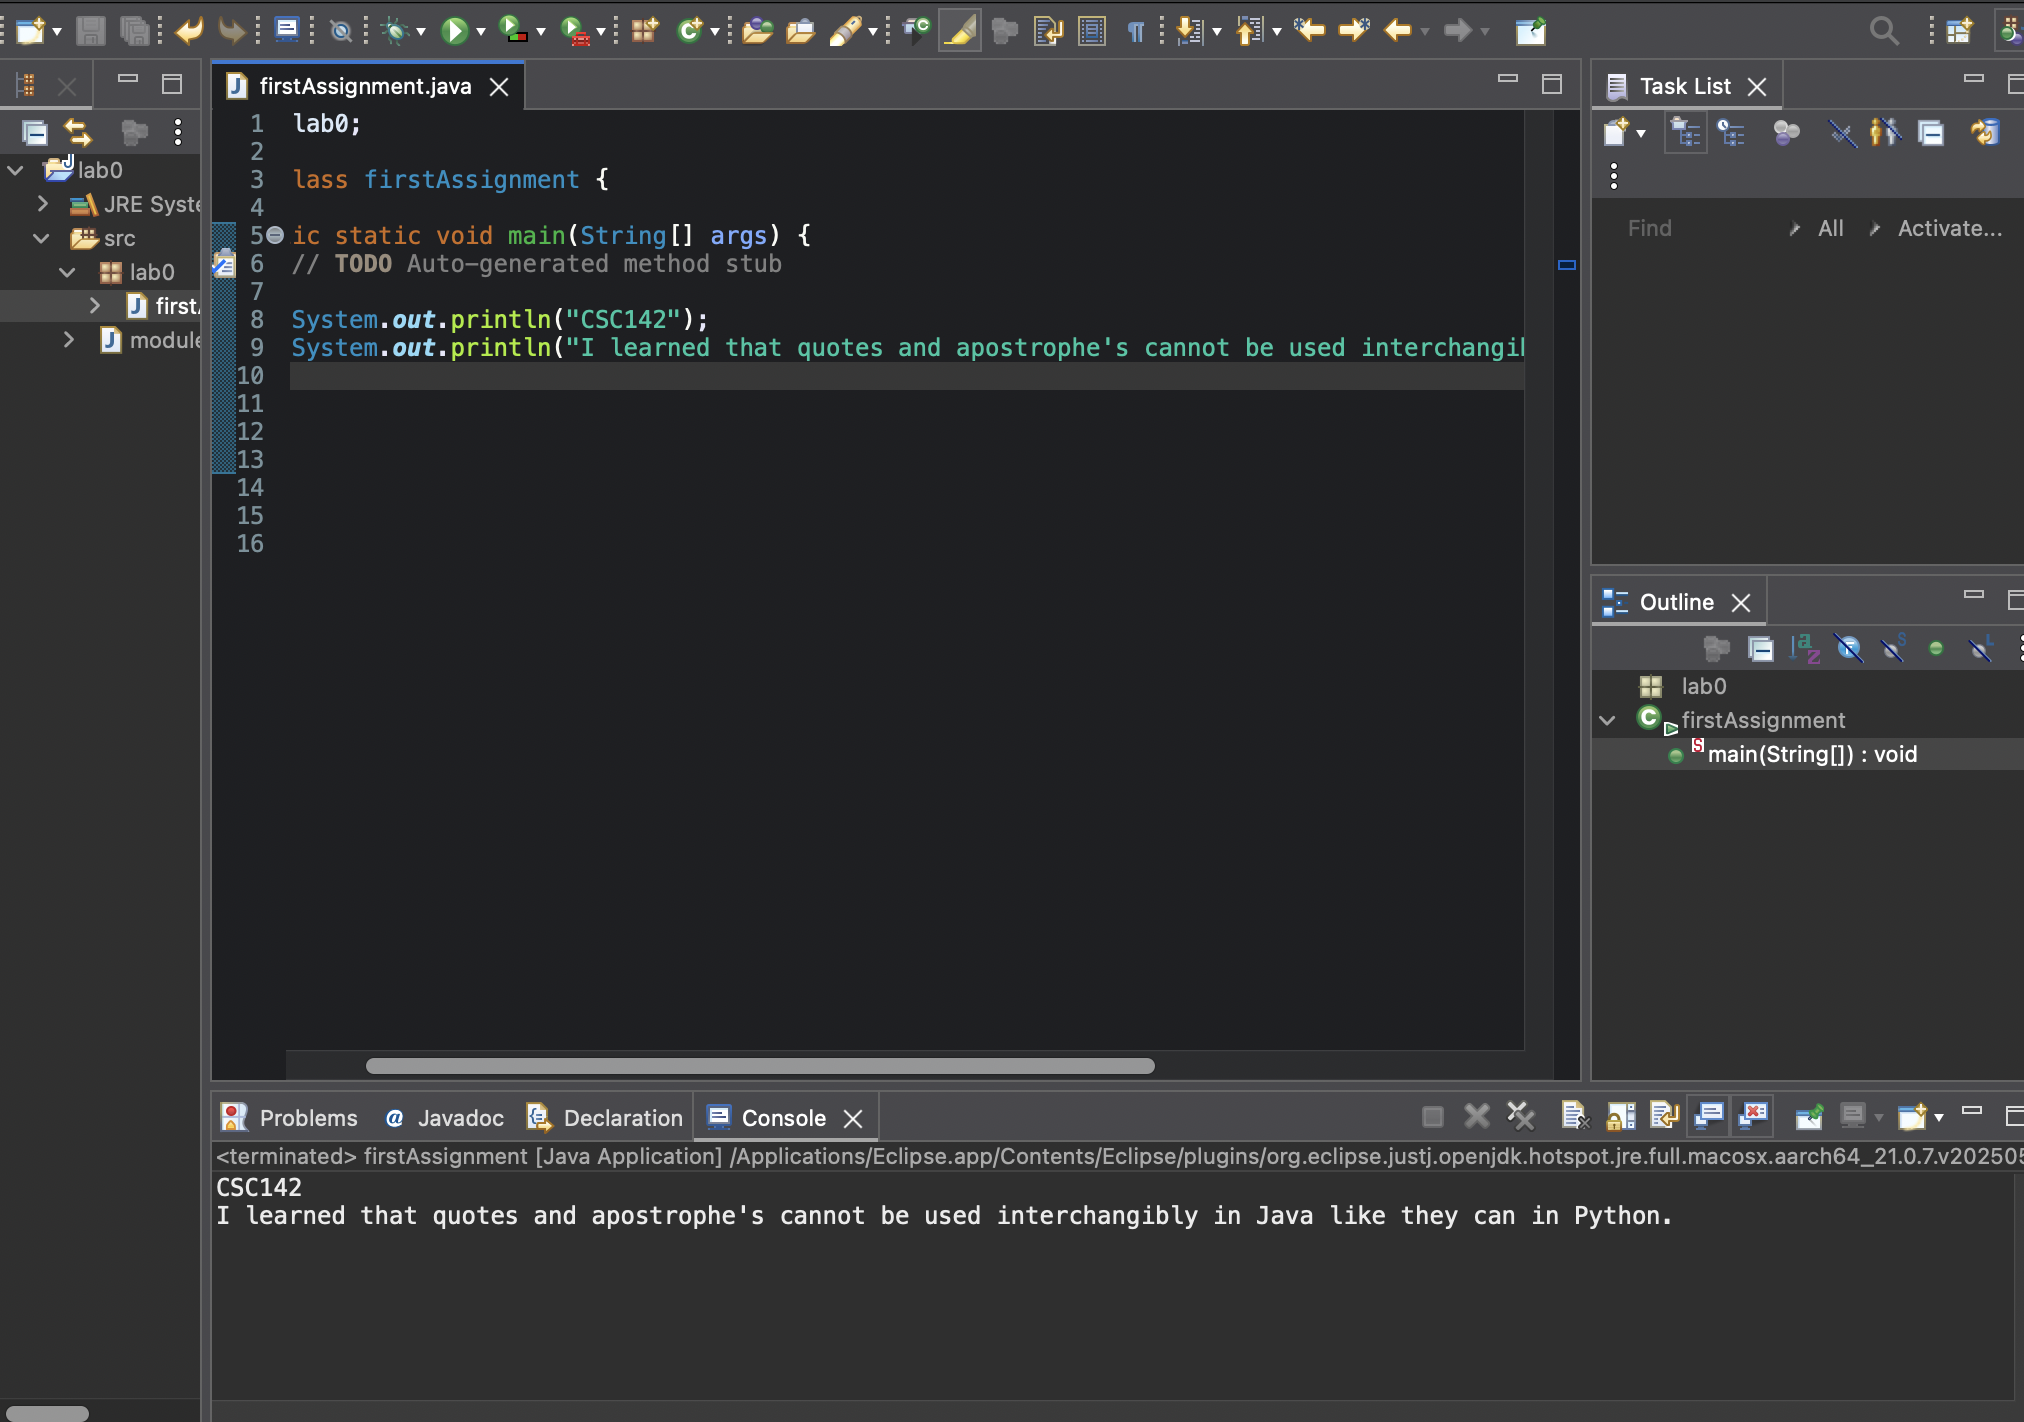 firstAssignment.java
Task List
lab0
JRE Syste
src
lab0
first
module
1 lab0;
2
3 lass firstAssignment {
4
5 ic static void main(String[] args) {
6 // TODO Auto-generated method stub
7
8 System.out.println("CSC142");
9 System.out.println("I learned that quotes and apostrophe's cannot be used interchangib
10
11
12
13
14
15
16
Find All Activate...
Outline
lab0
firstAssignment
main(String[]) : void
Problems Javadoc Declaration Console
<terminated> firstAssignment [Java Application] /Applications/Eclipse.app/Contents/Eclipse/plugins/org.eclipse.justj.openjdk.hotspot.jre.full.macosx.aarch64_21.0.7.v202505
CSC142
I learned that quotes and apostrophe's cannot be used interchangibly in Java like they can in Python.